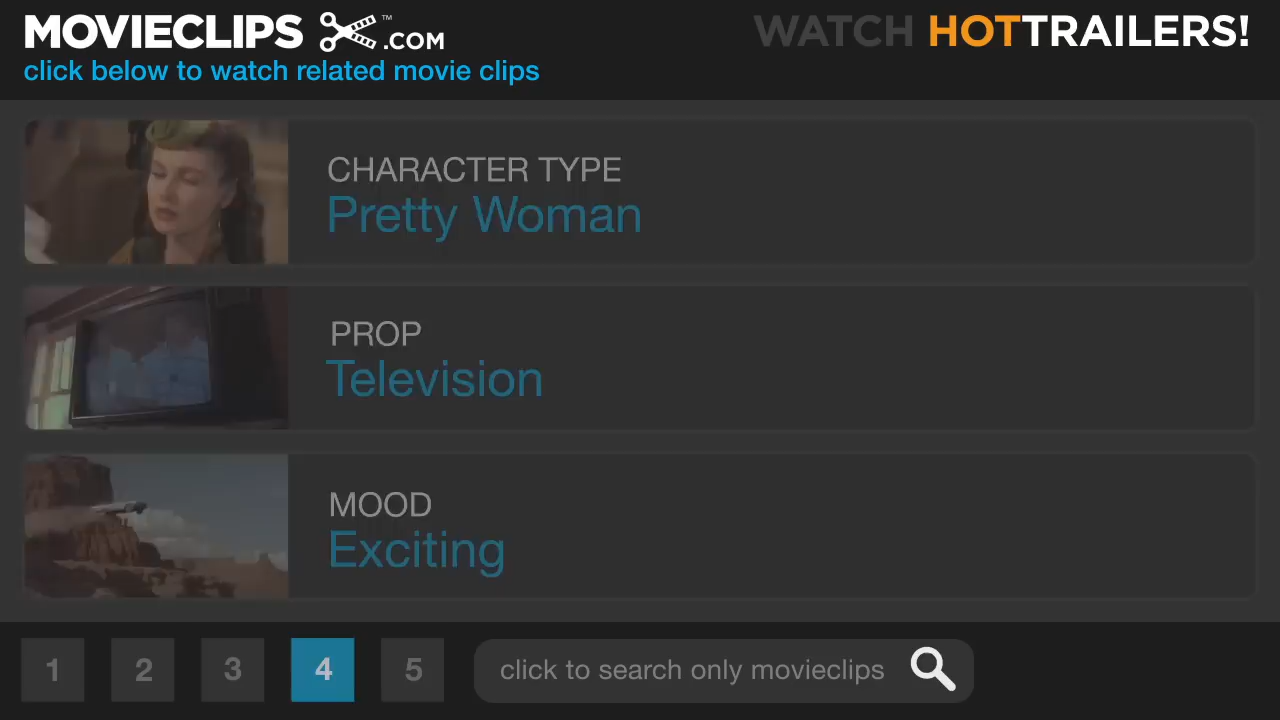 MOVIECLIPS ™ .COM
WATCH HOTTRAILERS!
click below to watch related movie clips
CHARACTER TYPE
Pretty Woman
PROP
Television
MOOD
Exciting
1 2 3 4 5
click to search only movieclips